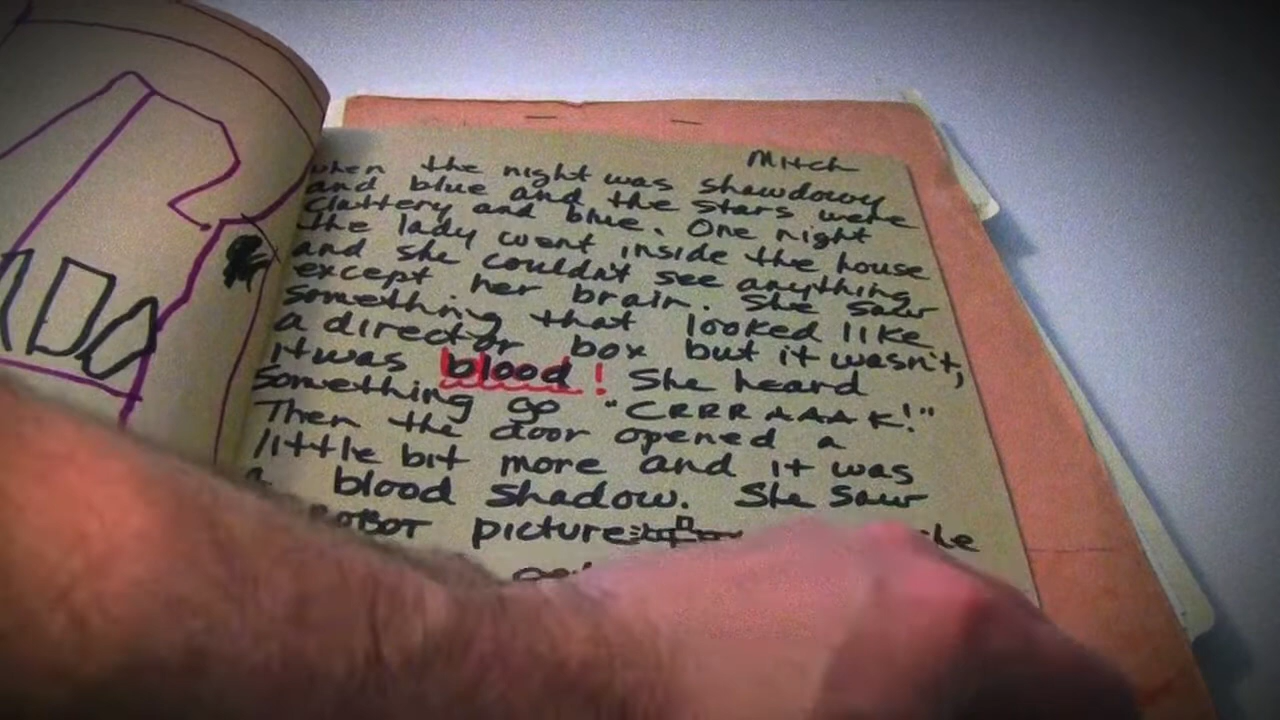 Mitch
when the night was shawdowy
and blue and the stars were
clattery and blue. One night
the lady went inside the house
and she couldn't see anything
except her brain. She saw
something that looked like
a director box but it wasn't,
it was blood! She heard
something go "CRRRAAAK!"
Then the door opened a
little bit more and it was
a blood shadow. She saw
ROBOT picture